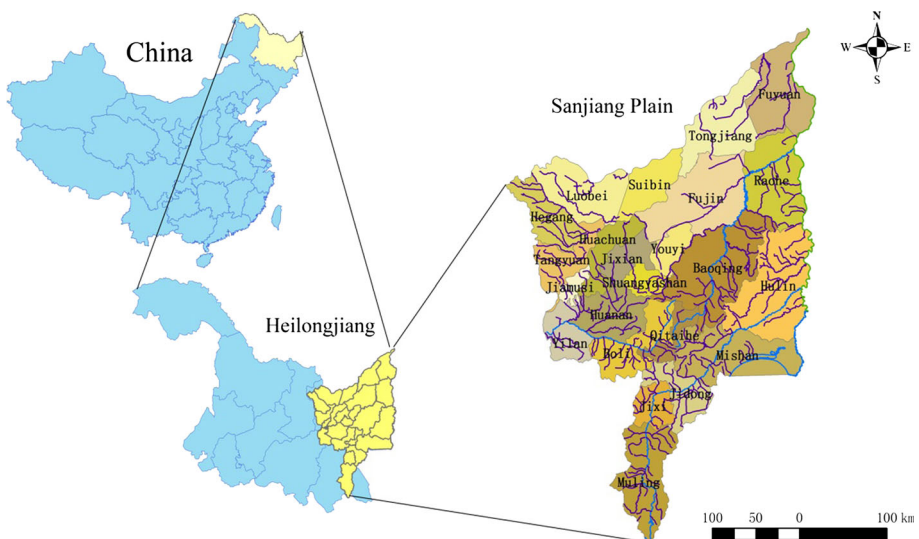 China
N
W E
S
Sanjiang Plain
Fuyuan
Tongjiang
Raohe
Suibin
Luobei
Fujin
Hegang
Huachuan
Youyi
Jixian
Tangyuan
Baoqing
Shuangyashan
Jiamusi
Hulin
Huanan
Heilongjiang
Qitaihe
Yilan
Boli
Mishan
Jidong
Jixi
Muling
100 50 0 100 km